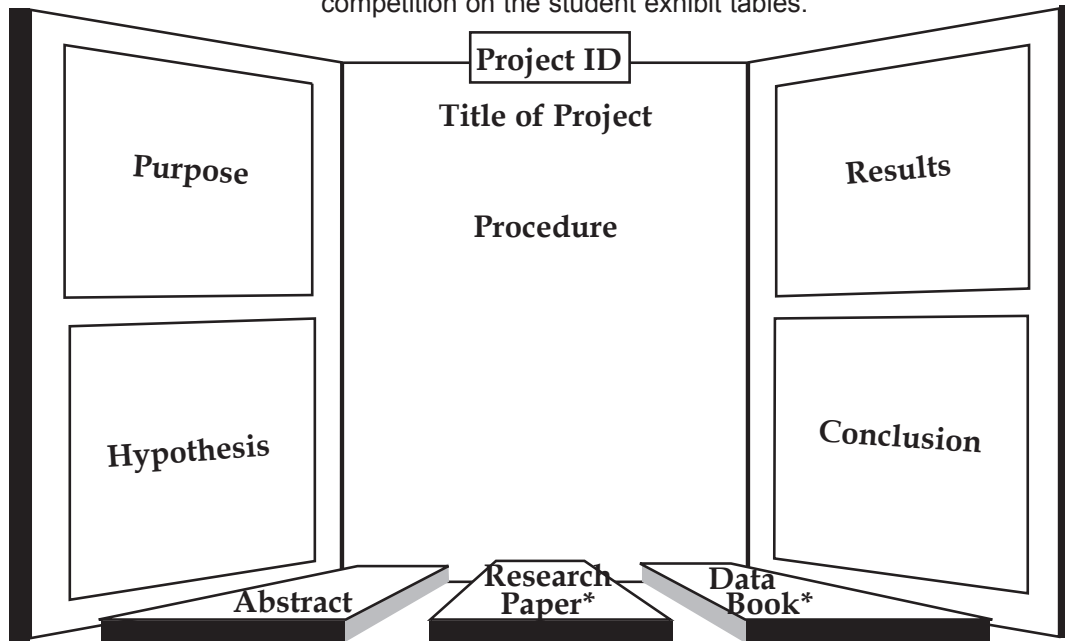 competition on the student exhibit tables.
Project ID
Title of Project
Procedure
Purpose
Hypothesis
Results
Conclusion
Abstract
Research
Paper*
Data
Book*